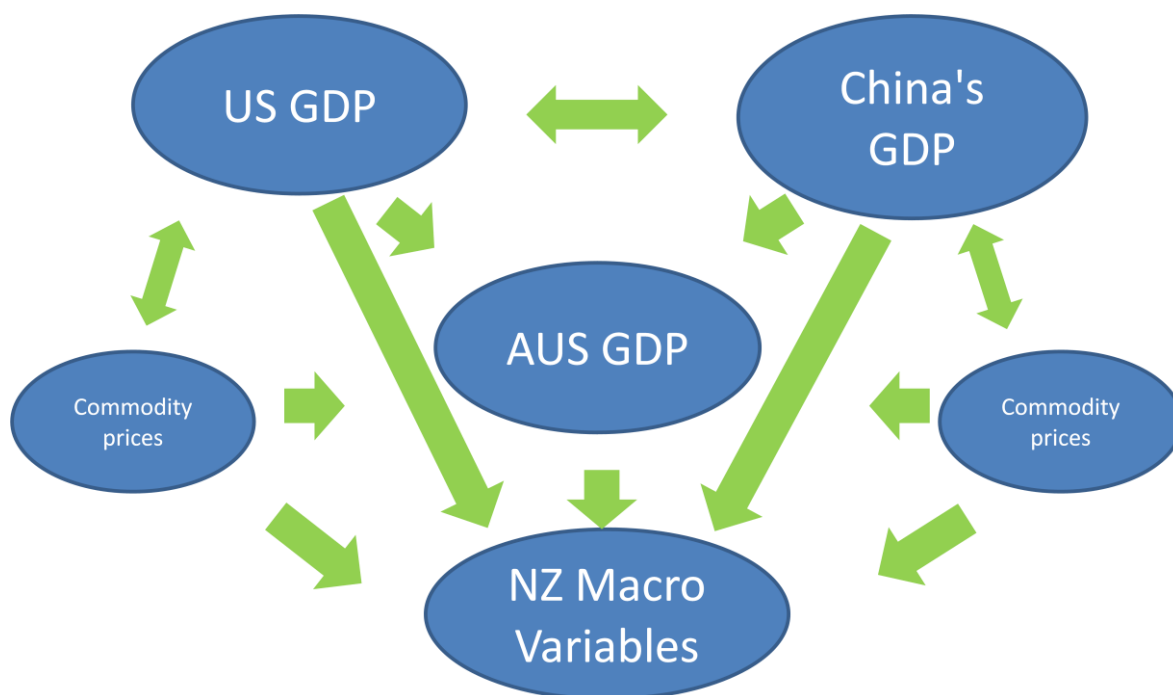 US GDP
China's
GDP
AUS GDP
Commodity
prices
Commodity
prices
NZ Macro
Variables